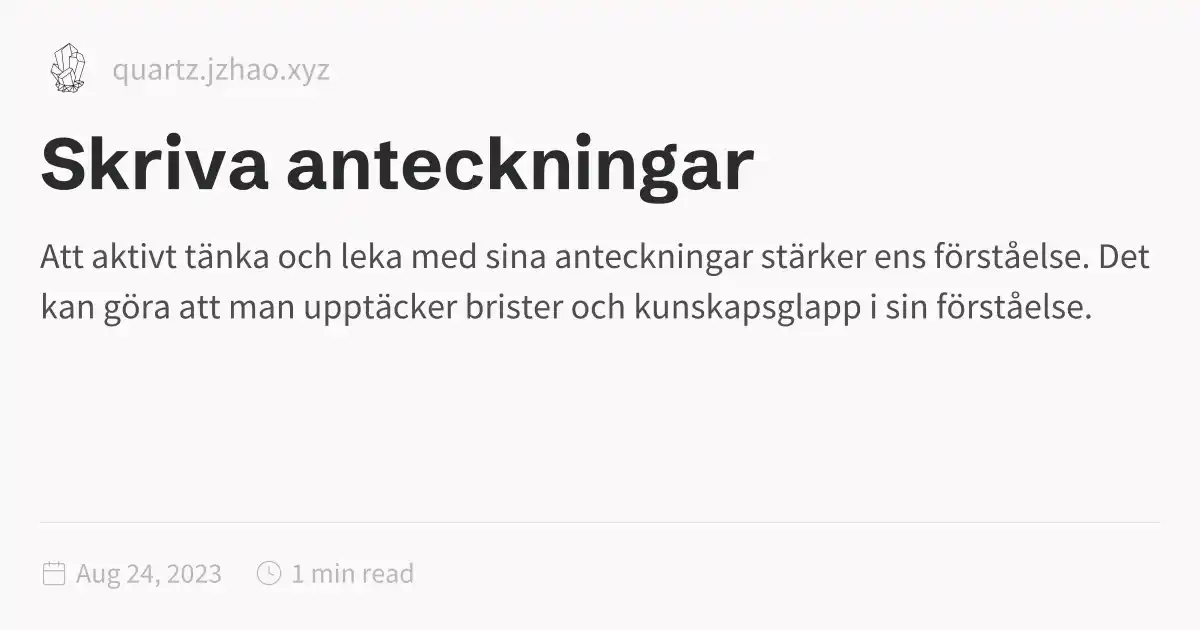 quartz.jzhao.xyz
Skriva anteckningar
Att aktivt tänka och leka med sina anteckningar stärker ens förståelse. Det
kan göra att man upptäcker brister och kunskapsglapp i sin förståelse.
Aug 24, 2023 1 min read